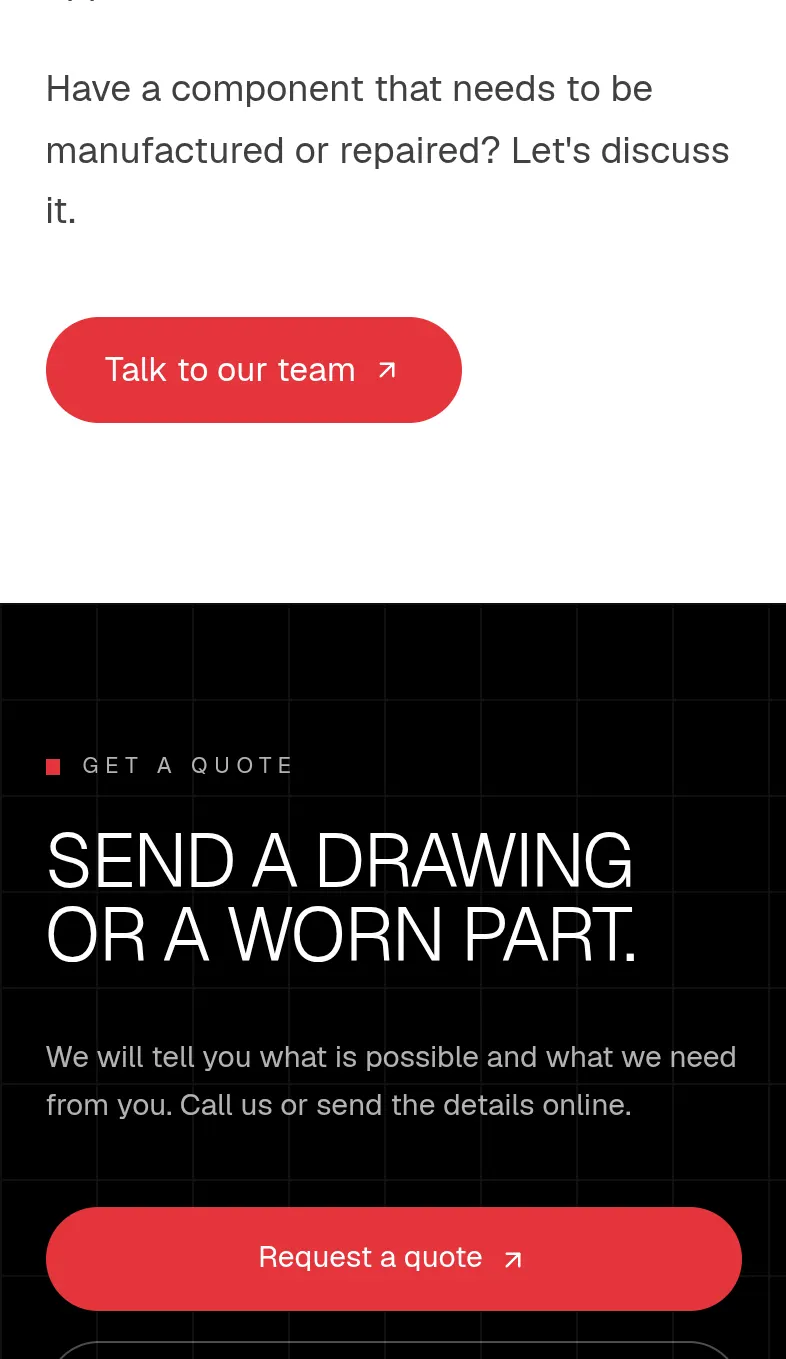 Have a component that needs to be
manufactured or repaired? Let's discuss
it.
Talk to our team
GET A QUOTE
SEND A DRAWING
OR A WORN PART.
We will tell you what is possible and what we need
from you. Call us or send the details online.
Request a quote